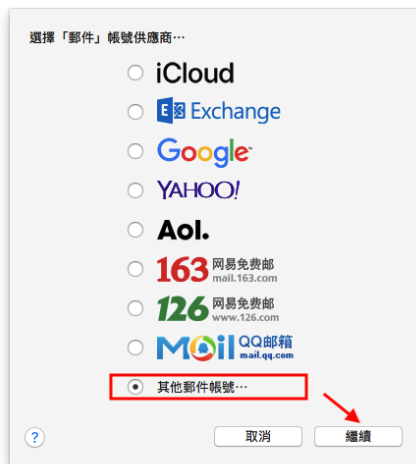 選擇「郵件」帳號供應商⋯
iCloud
E Exchange
Google
YAHOO!
Aol.
163 网易免费邮
mail.163.com
126 网易免费邮
www.126.com
MOil QQ邮箱
mail.qq.com
其他郵件帳號⋯
? 取消 繼續